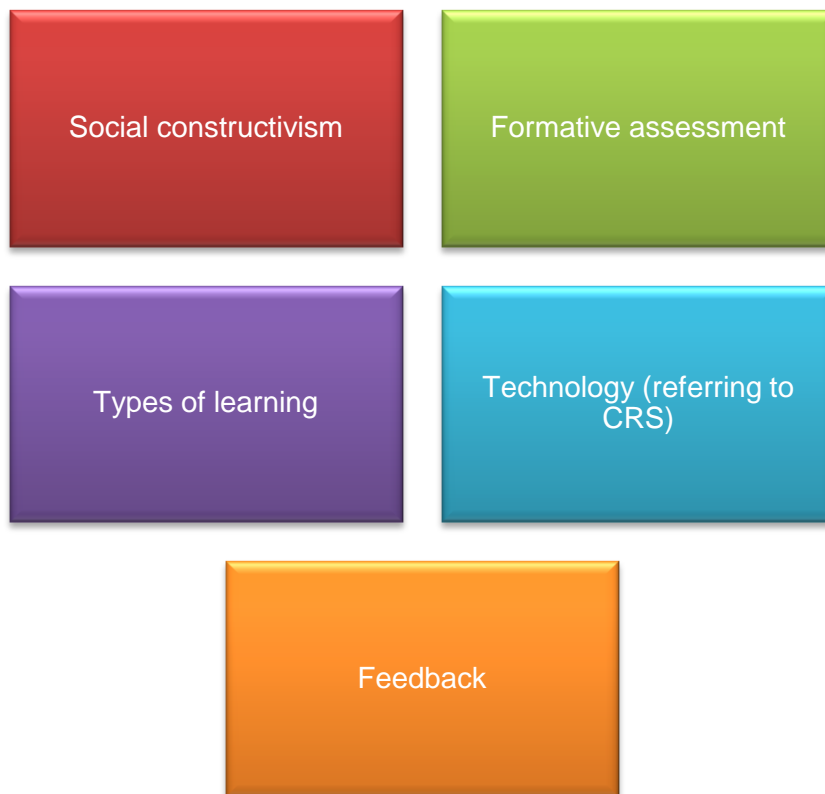 Social constructivism
Formative assessment
Types of learning
Technology (referring to
CRS)
Feedback